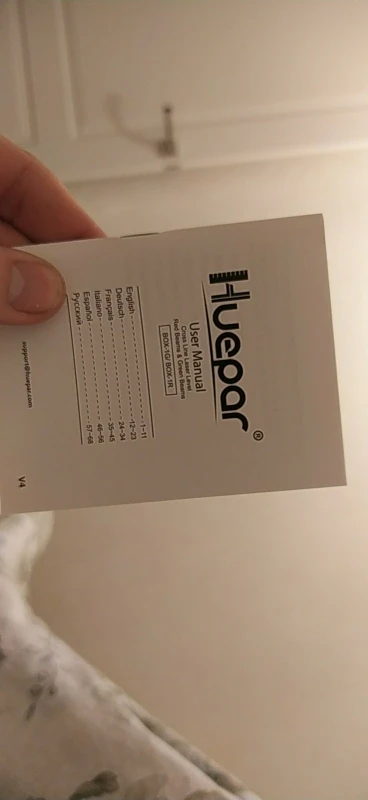 Huepar®
User Manual
Cross Line Laser Level
Red Beams & Green Beams
BOX-1G/ BOX-1R
English 1~11
Deutsch 12~23
Français 24~34
Italiano 35~45
Español 46~56
Русский 57~68
support@huepar.com
V4